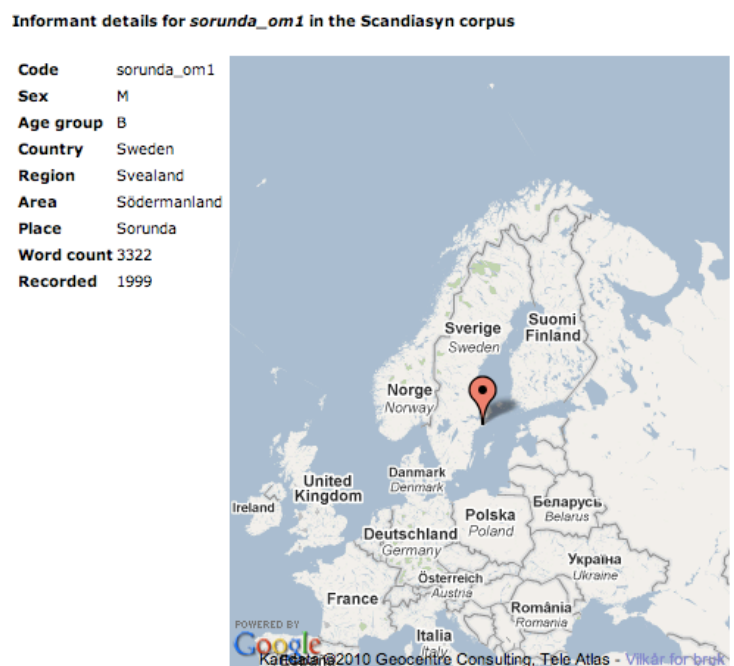 Informant details for sorunda_om1 in the Scandiasyn corpus
Code sorunda_om1
Sex M
Age group B
Country Sweden
Region Svealand
Area Södermanland
Place Sorunda
Word count 3322
Recorded 1999
Sverige
Sweden
Suomi
Finland
Norge
Norway
Danmark
Denmark
United
Kingdom
Ireland
Polska
Poland
Беларусь
Belarus
Deutschland
Germany
Україна
Ukraine
Österreich
Austria
France
România
Romania
Italia
Italy
POWERED BY
Google
©2010 Geocentre Consulting, Tele Atlas - Vilkår for bruk